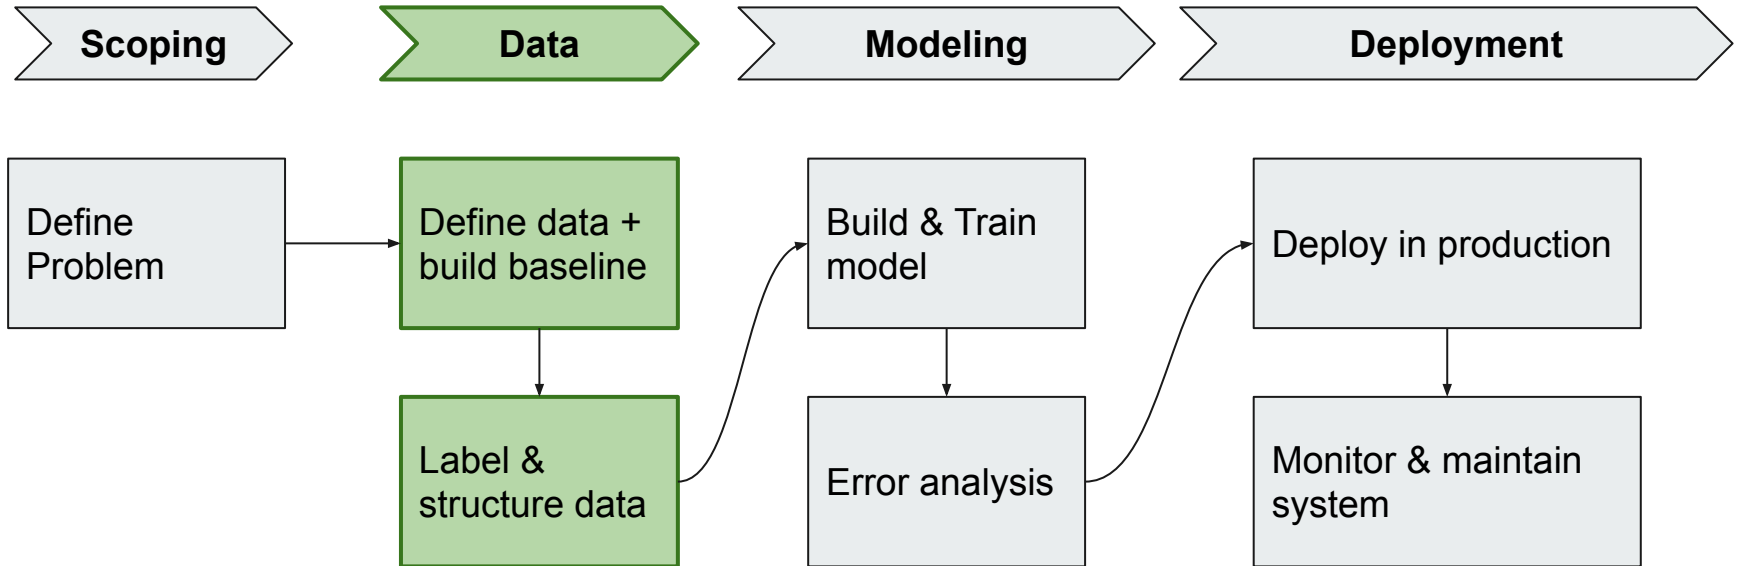 Scoping
Data
Modeling
Deployment
Define
Problem
Define data +
build baseline
Label &
structure data
Build & Train
model
Error analysis
Deploy in production
Monitor & maintain
system